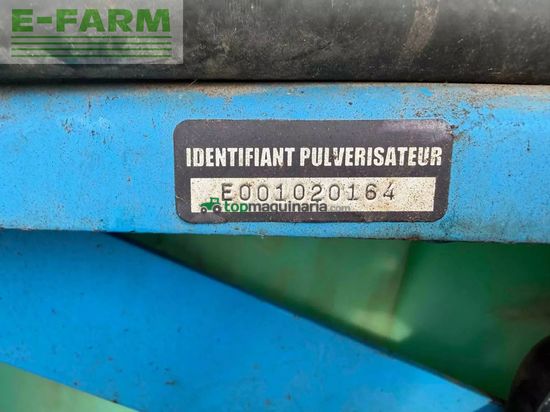 E-FARM
IDENTIFIANT PULVERISATEUR
E001020164
topmaquinaria.com